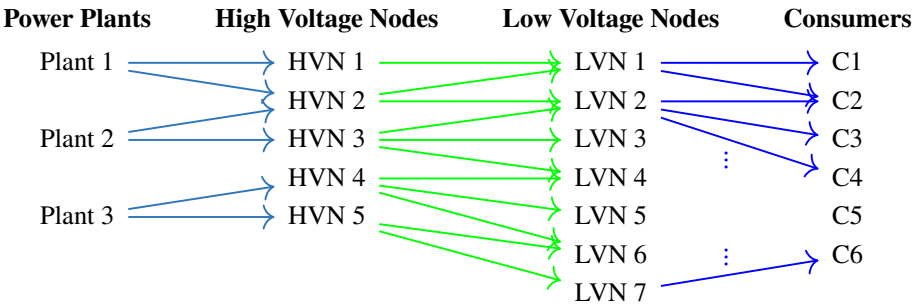 Power Plants High Voltage Nodes Low Voltage Nodes Consumers
Plant 1 HVN 1 LVN 1 C1
HVN 2 LVN 2 C2
Plant 2 HVN 3 LVN 3 C3
HVN 4 LVN 4 C4
Plant 3 HVN 5 LVN 5 C5
LVN 6 C6
LVN 7